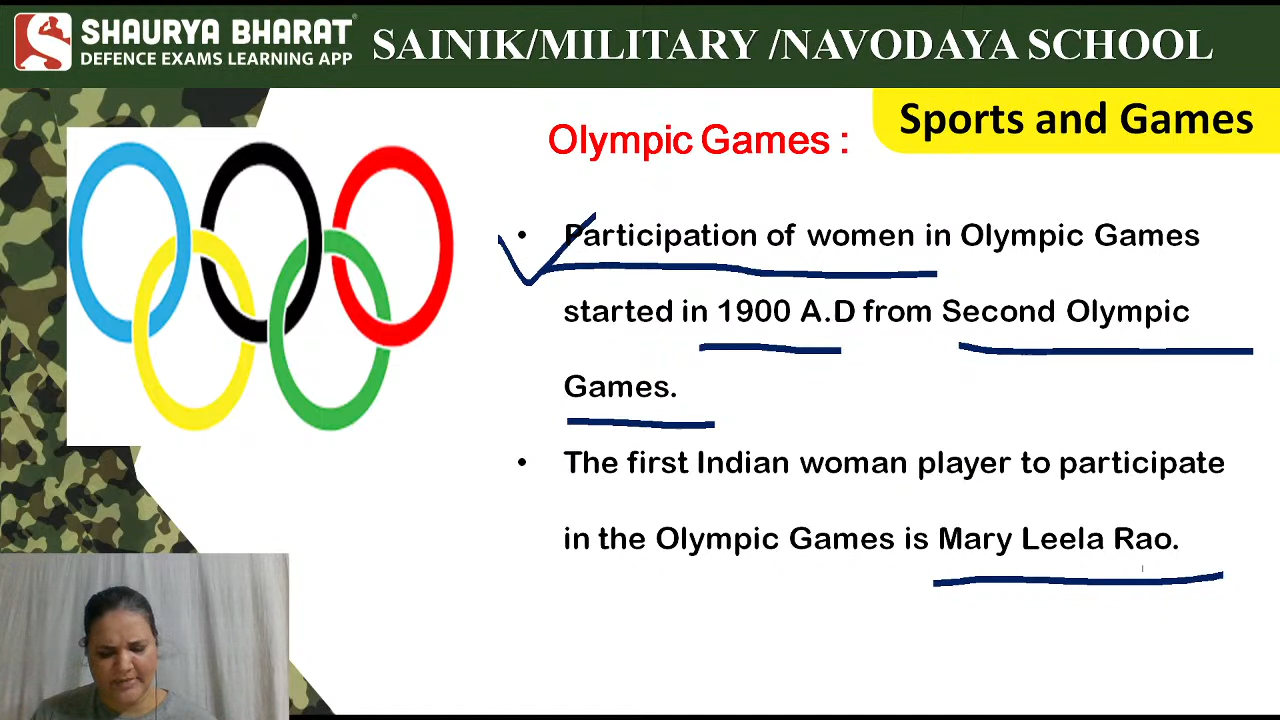 SHAURYA BHARAT
DEFENCE EXAMS LEARNING APP
SAINIK/MILITARY /NAVODAYA SCHOOL
Sports and Games
Olympic Games :
• Participation of women in Olympic Games
started in 1900 A.D from Second Olympic
Games.
• The first Indian woman player to participate
in the Olympic Games is Mary Leela Rao.